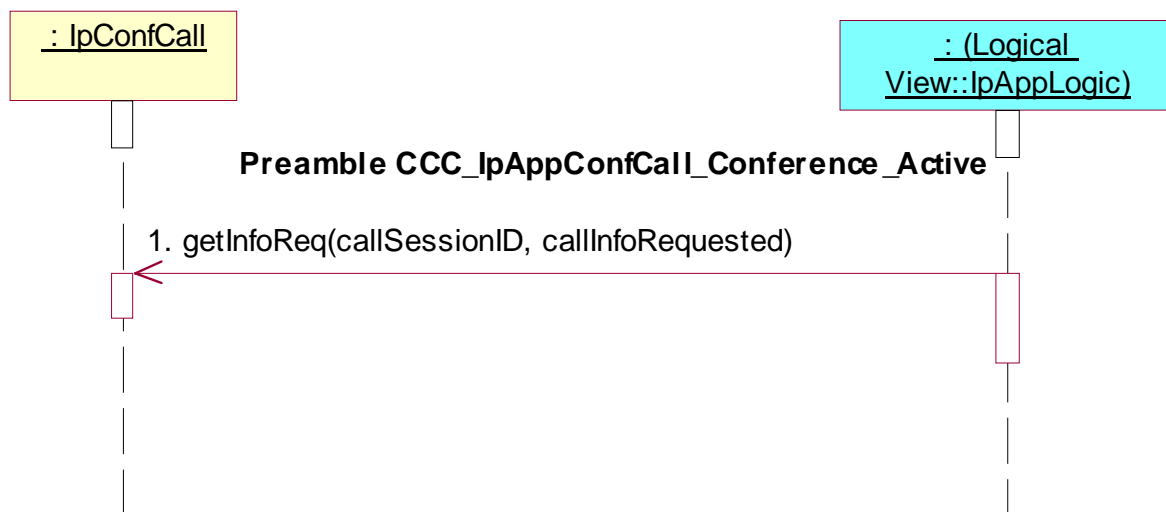 : IpConfCall
: (Logical
View::IpAppLogic)
Preamble CCC_IpAppConfCall_Conference_Active
1. getInfoReq(callSessionID, callInfoRequested)